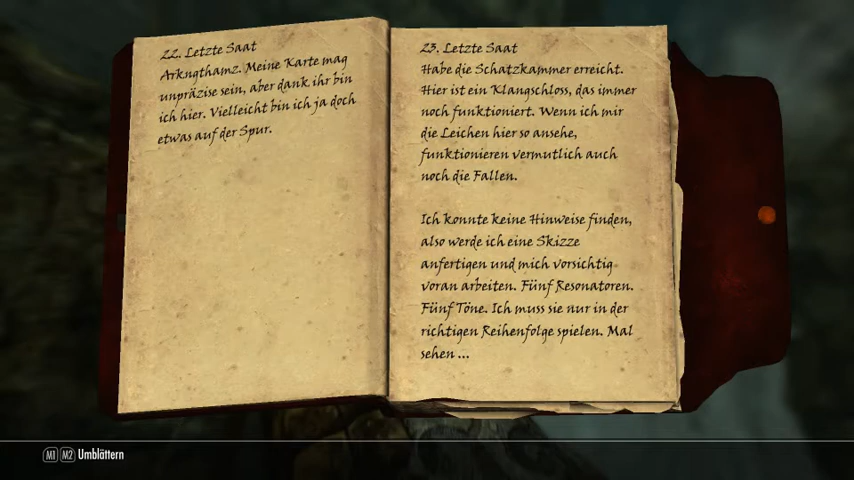 22. Letzte Saat
Arkngthamz. Meine Karte mag
unpräzise sein, aber dank ihr bin
ich hier. Vielleicht bin ich ja doch
etwas auf der Spur.
23. Letzte Saat
Habe die Schatzkammer erreicht.
Hier ist ein Klangschloss, das immer
noch funktioniert. Wenn ich mir
die Leichen hier so ansehe,
funktionieren vermutlich auch
noch die Fallen.
Ich konnte keine Hinweise finden,
also werde ich eine Skizze
anfertigen und mich vorsichtig
voran arbeiten. Fünf Resonatoren.
Fünf Töne. Ich muss sie nur in der
richtigen Reihenfolge spielen. Mal
sehen ...
M1 M2 Umblättern